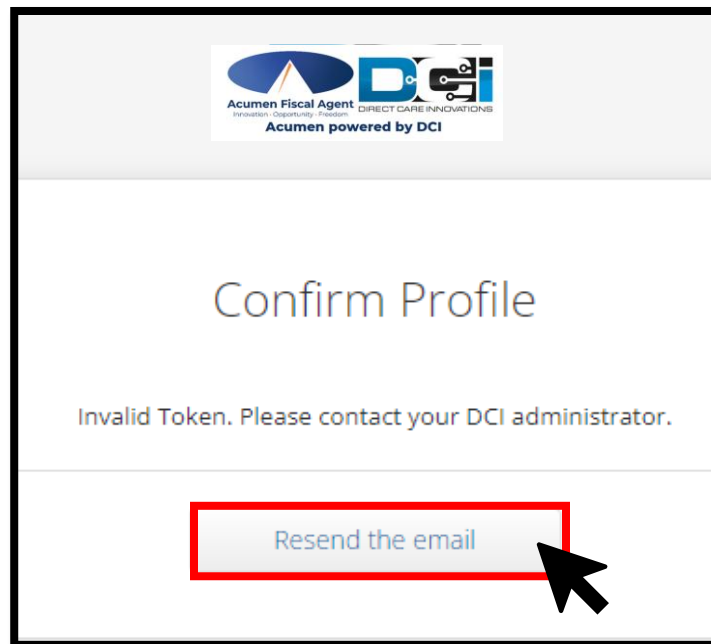 DCi
Acumen Fiscal Agent
Innovation - Opportunity - Freedom
DIRECT CARE INNOVATIONS
Acumen powered by DCI
Confirm Profile
Invalid Token. Please contact your DCI administrator.
Resend the email